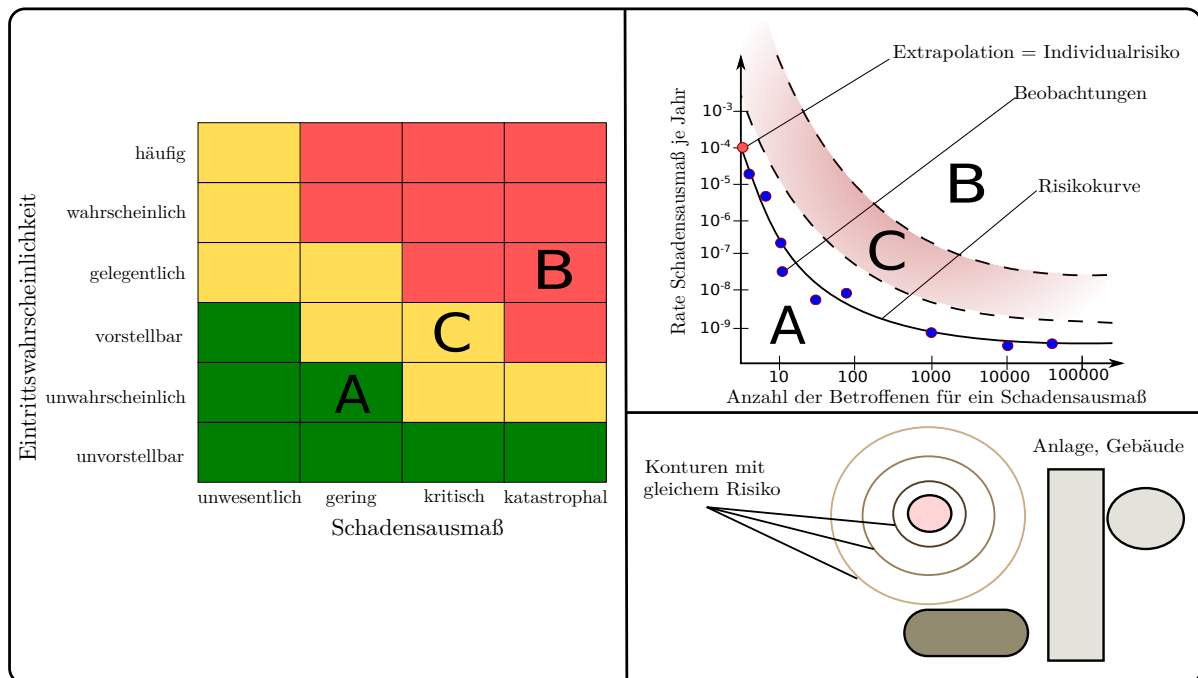 Eintrittswahrscheinlichkeit
häufig
wahrscheinlich
gelegentlich
B
vorstellbar
C
unwahrscheinlich
A
unvorstellbar
unwesentlich gering kritisch katastrophal
Schadensausmaß
Rate Schadensausmaß je Jahr
Extrapolation = Individualrisiko
Beobachtungen
10-3
10-4
10-5
10-6
10-7
10-8
10-9
B
Risikokurve
C
A
10 100 1000 10000 100000
Anzahl der Betroffenen für ein Schadensausmaß
Konturen mit
gleichem Risiko
Anlage, Gebäude